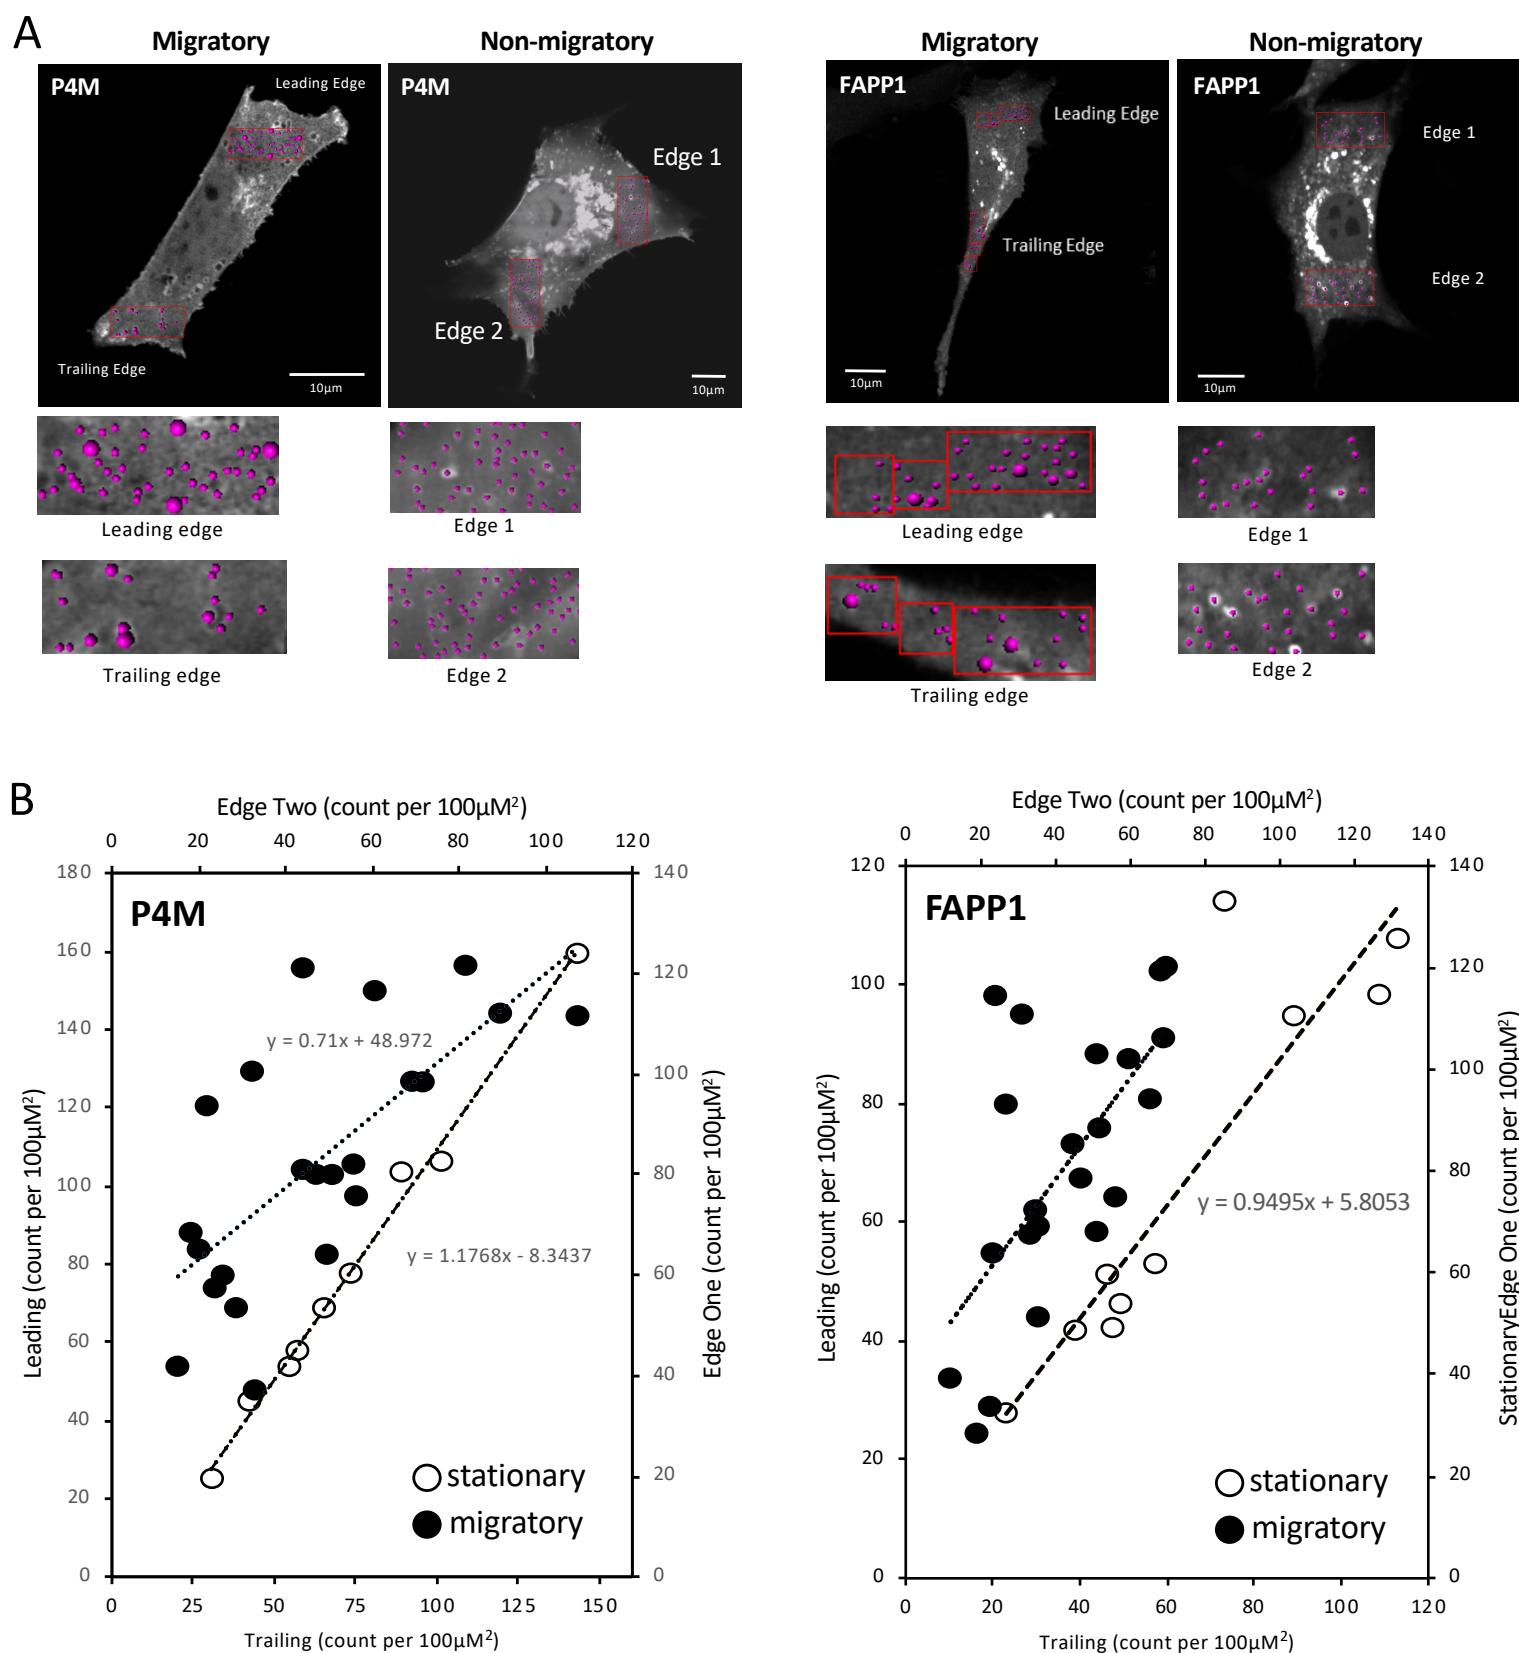 A
Migratory
Non-migratory
Migratory
Non-migratory
P4M
Leading Edge
Trailing Edge
10µm
P4M
Edge 1
Edge 2
10µm
FAPP1
Leading Edge
Trailing Edge
10µm
FAPP1
Edge 1
Edge 2
10µm
Leading edge
Edge 1
Leading edge
Edge 1
Trailing edge
Edge 2
Trailing edge
Edge 2
B
Edge Two (count per 100µM²)
0 20 40 60 80 100 120
180
160
140
120
100
80
60
40
20
0
Leading (count per 100µM²)
P4M
y = 0.71x + 48.972
y = 1.1768x - 8.3437
stationary
migratory
140
120
100
80
60
40
20
0
Edge One (count per 100µM²)
0 25 50 75 100 125 150
Trailing (count per 100µM²)
Edge Two (count per 100µM²)
0 20 40 60 80 100 120 140
120
100
80
60
40
20
0
Leading (count per 100µM²)
FAPP1
y = 0.9495x + 5.8053
stationary
migratory
140
120
100
80
60
40
20
0
StationaryEdge One (count per 100µM²)
0 20 40 60 80 100 120
Trailing (count per 100µM²)